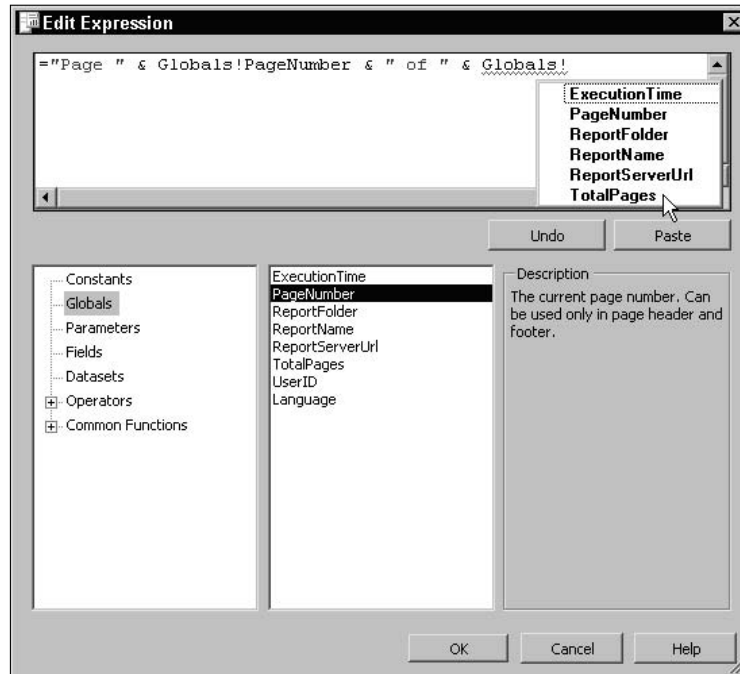 Edit Expression
="Page " & Globals!PageNumber & " of " & Globals!
ExecutionTime
PageNumber
ReportFolder
ReportName
ReportServerUrl
TotalPages
Undo
Paste
Constants
Globals
Parameters
Fields
Datasets
Operators
Common Functions
ExecutionTime
PageNumber
ReportFolder
ReportName
ReportServerUrl
TotalPages
UserID
Language
Description
The current page number. Can
be used only in page header and
footer.
OK
Cancel
Help